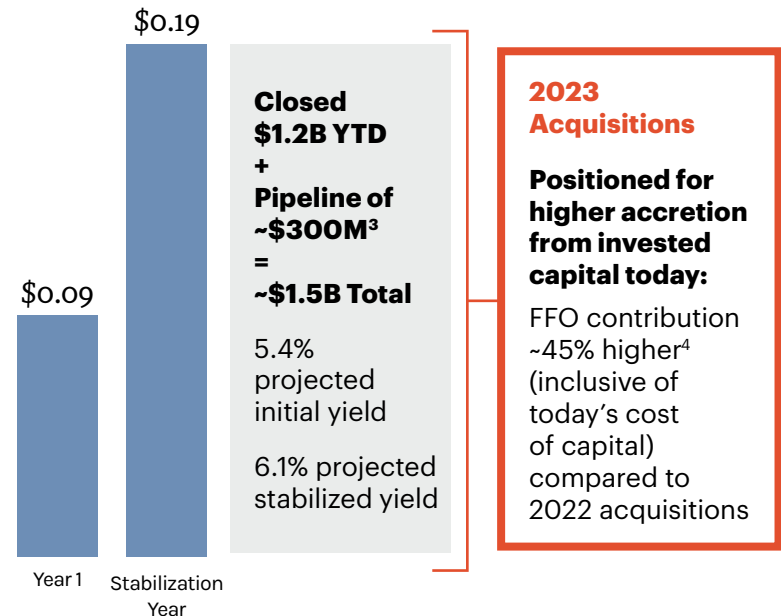 $0.19
$0.09
Year 1
Stabilization
Year
Closed
$1.2B YTD
+
Pipeline of
~$300M³
=
~$1.5B Total
5.4%
projected
initial yield
6.1% projected
stabilized yield
2023
Acquisitions
Positioned for
higher accretion
from invested
capital today:
FFO contribution
~45% higher⁴
(inclusive of
today’s cost
of capital)
compared to
2022 acquisitions